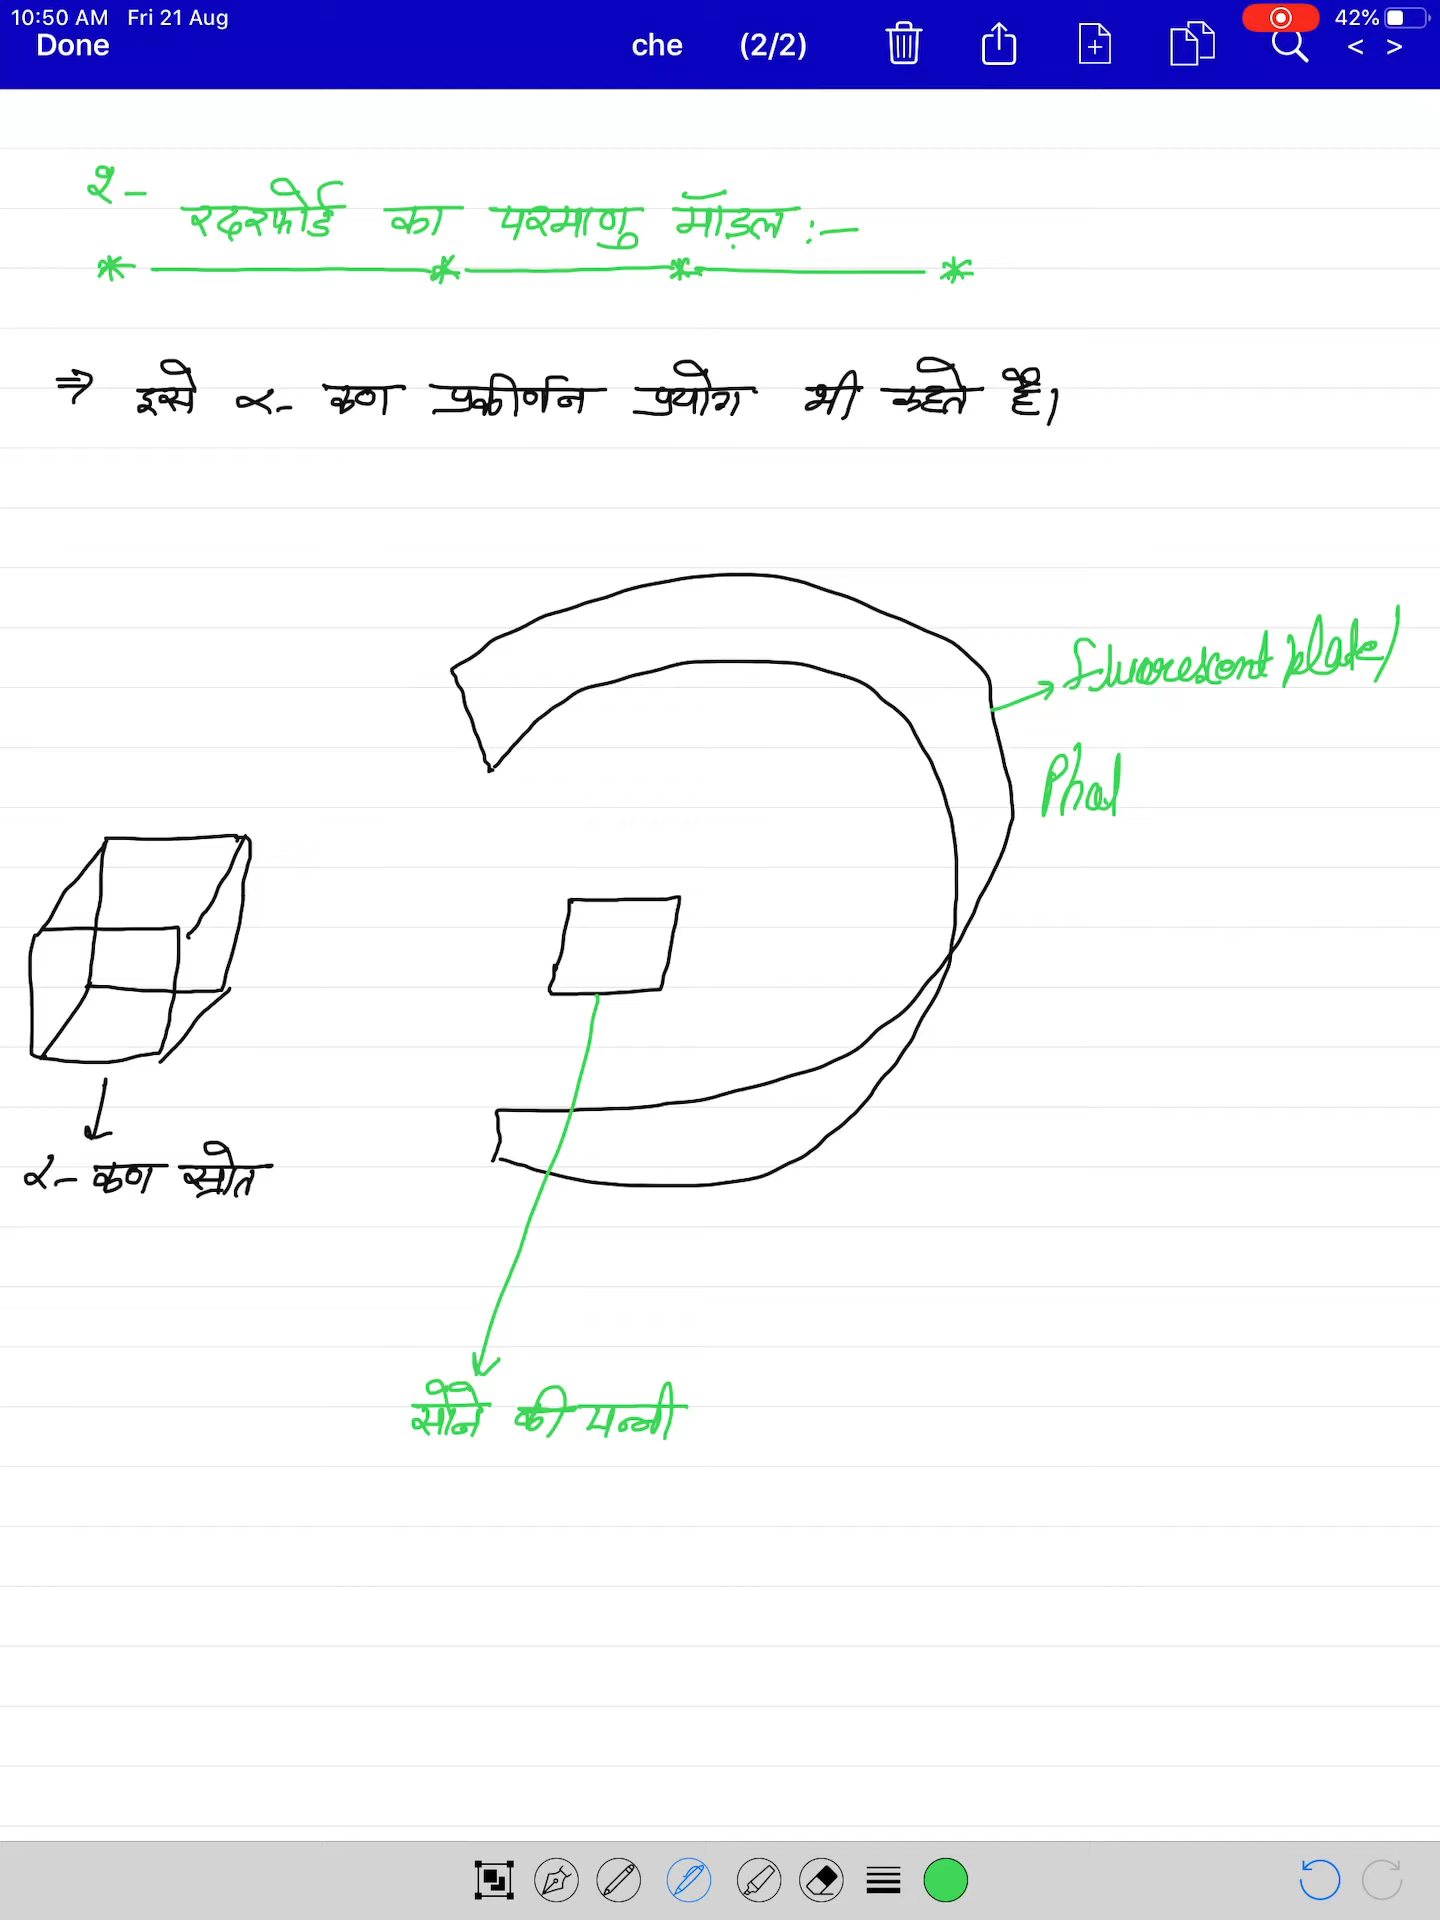 10:50 AM Fri 21 Aug
42%
Done
che (2/2)
२-
रदरफोर्ड का परमाणु मॉड़ल :-
⇒ इसे α- कण प्रकीर्णन प्रयोग भी कहते है।
fluorescent plate/
Phot
α- कण स्रोत
सोने की पन्नी